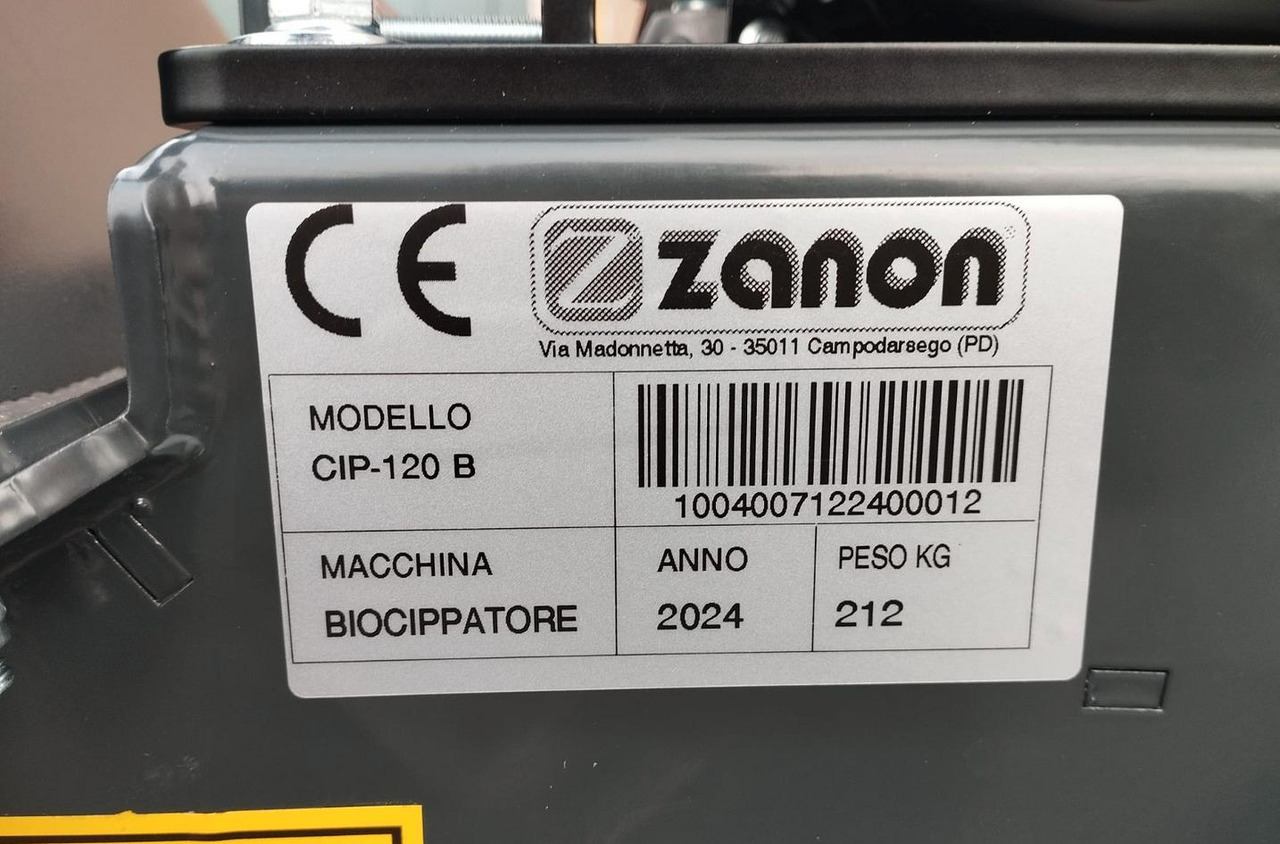 CE Z zanon
Via Madonnetta, 30 - 35011 Campodarsego (PD)
MODELLO
CIP-120 B
1004007122400012
MACCHINA
BIOCIPPATORE
ANNO
2024
PESO KG
212